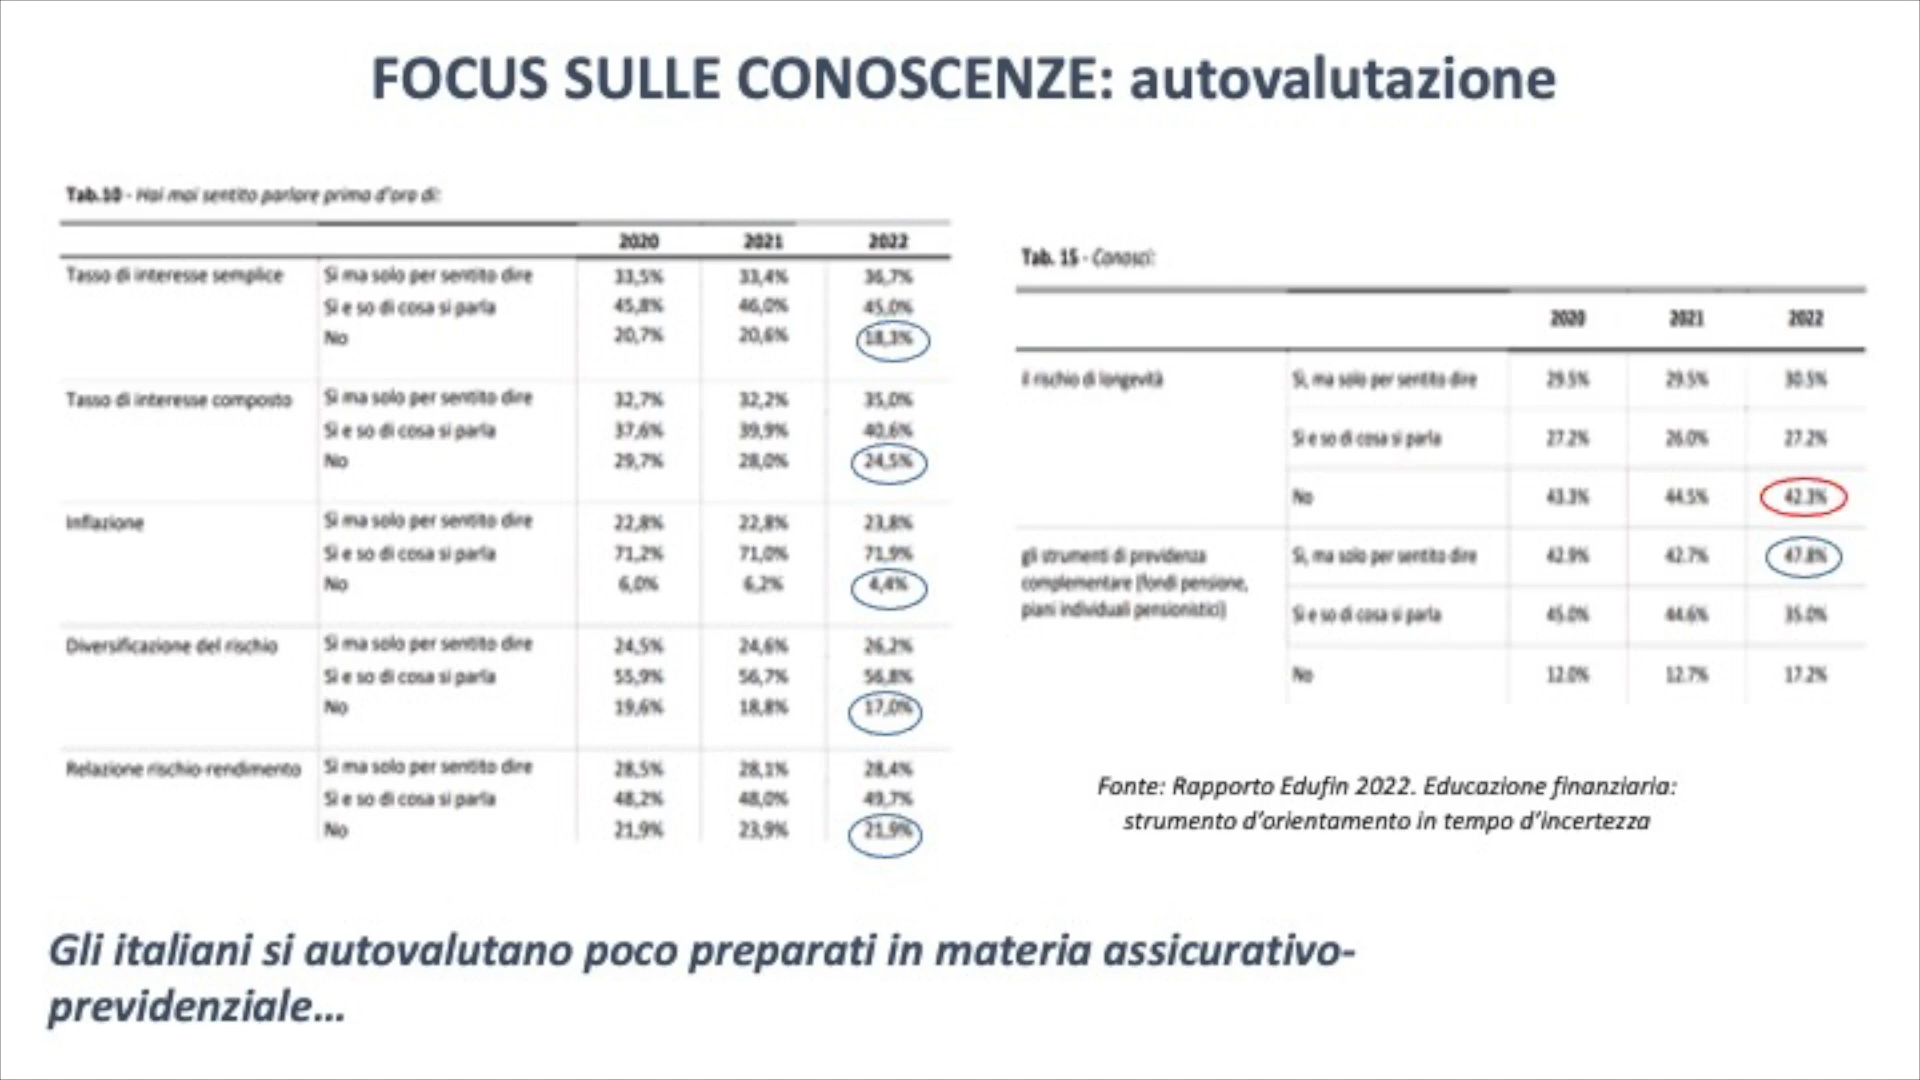 FOCUS SULLE CONOSCENZE: autovalutazione
Tab.10 - Hai mai sentito parlare prima d'ora di:
2020 2021 2022
Tasso di interesse semplice Sì ma solo per sentito dire 33,5% 33,4% 36,7%
Sì e so di cosa si parla 45,8% 46,0% 45,0%
No 20,7% 20,6% 18,3%
Tasso di interesse composto Sì ma solo per sentito dire 32,7% 32,2% 35,0%
Sì e so di cosa si parla 37,6% 39,9% 40,6%
No 29,7% 28,0% 24,5%
Inflazione Sì ma solo per sentito dire 22,8% 22,8% 23,8%
Sì e so di cosa si parla 71,2% 71,0% 71,9%
No 6,0% 6,2% 4,4%
Diversificazione del rischio Sì ma solo per sentito dire 24,5% 24,6% 26,2%
Sì e so di cosa si parla 55,9% 56,7% 56,8%
No 19,6% 18,8% 17,0%
Relazione rischio-rendimento Sì ma solo per sentito dire 28,5% 28,1% 28,4%
Sì e so di cosa si parla 48,2% 48,0% 49,7%
No 21,9% 23,9% 21,9%
Tab. 15 - Conosci:
2020 2021 2022
il rischio di longevità Sì, ma solo per sentito dire 29.5% 29.5% 30.5%
Sì e so di cosa si parla 27.2% 26.0% 27.2%
No 43.3% 44.5% 42.3%
gli strumenti di previdenza Sì, ma solo per sentito dire 42.9% 42.7% 47.8%
complementare (fondi pensione,
piani individuali pensionistici) Sì e so di cosa si parla 45.0% 44.6% 35.0%
No 12.0% 12.7% 17.2%
Fonte: Rapporto Edufin 2022. Educazione finanziaria:
strumento d'orientamento in tempo d'incertezza
Gli italiani si autovalutano poco preparati in materia assicurativo-
previdenziale…